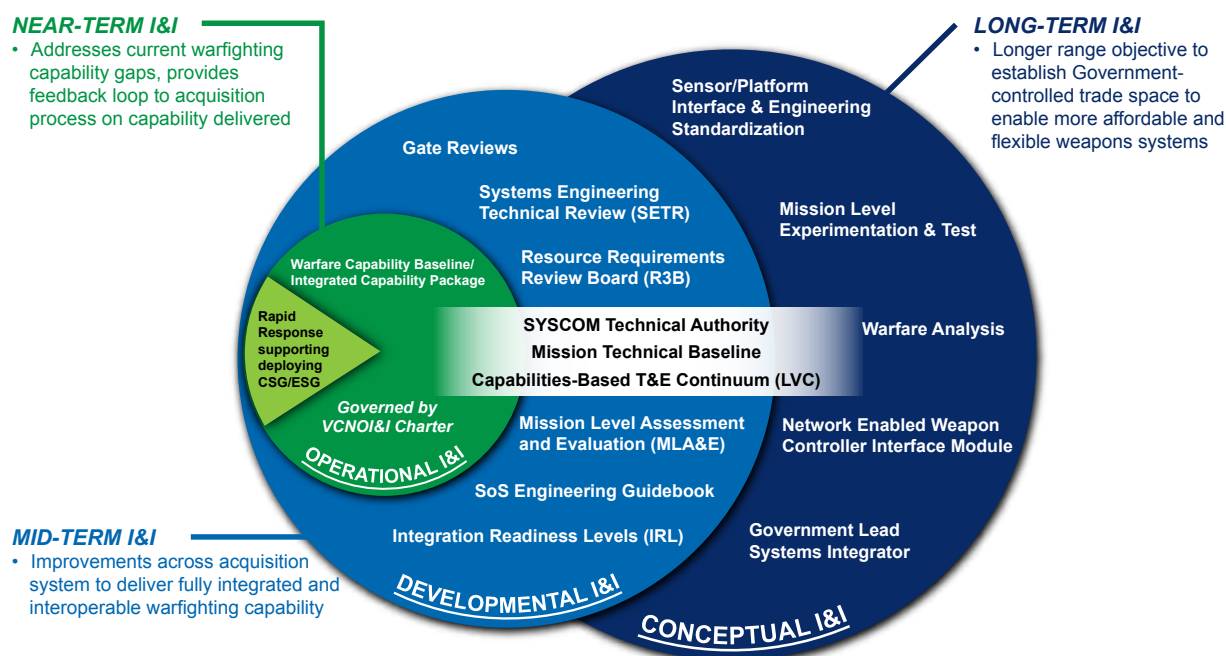 NEAR-TERM I&I
• Addresses current warfighting
capability gaps, provides
feedback loop to acquisition
process on capability delivered
LONG-TERM I&I
• Longer range objective to
establish Government-
controlled trade space to
enable more affordable and
flexible weapons systems
Sensor/Platform
Interface & Engineering
Standardization
Gate Reviews
Systems Engineering
Technical Review (SETR)
Mission Level
Experimentation & Test
Resource Requirements
Review Board (R3B)
Warfare Capability Baseline/
Integrated Capability Package
Rapid
Response
supporting
deploying
CSG/ESG
SYSCOM Technical Authority
Mission Technical Baseline
Capabilities-Based T&E Continuum (LVC)
Warfare Analysis
Governed by
VCNOI&I Charter
OPERATIONAL I&I
Mission Level Assessment
and Evaluation (MLA&E)
Network Enabled Weapon
Controller Interface Module
SoS Engineering Guidebook
Integration Readiness Levels (IRL)
Government Lead
Systems Integrator
MID-TERM I&I
• Improvements across acquisition
system to deliver fully integrated and
interoperable warfighting capability
DEVELOPMENTAL I&I
CONCEPTUAL I&I